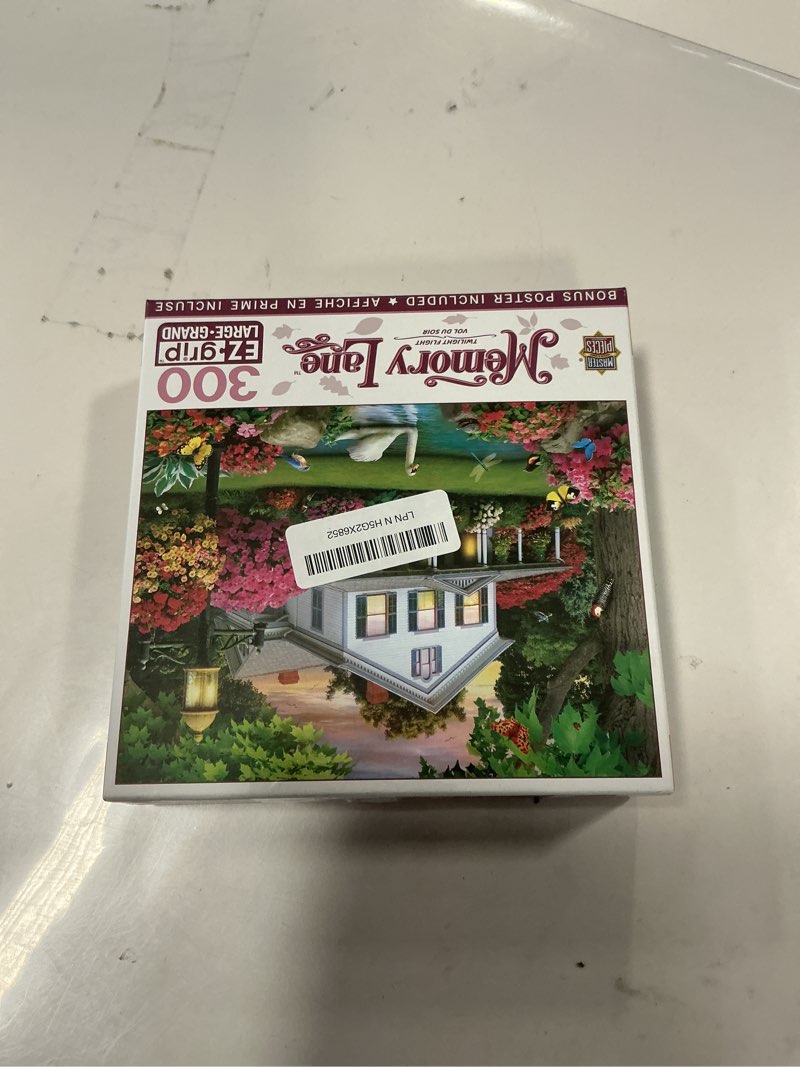 LPN N H5G2X6852
MASTER
PIECES
Memory Lane™
TWILIGHT FLIGHT
VOL DU SOIR
300
EZ•grip
LARGE•GRAND
BONUS POSTER INCLUDED ★ AFFICHE EN PRIME INCLUSE